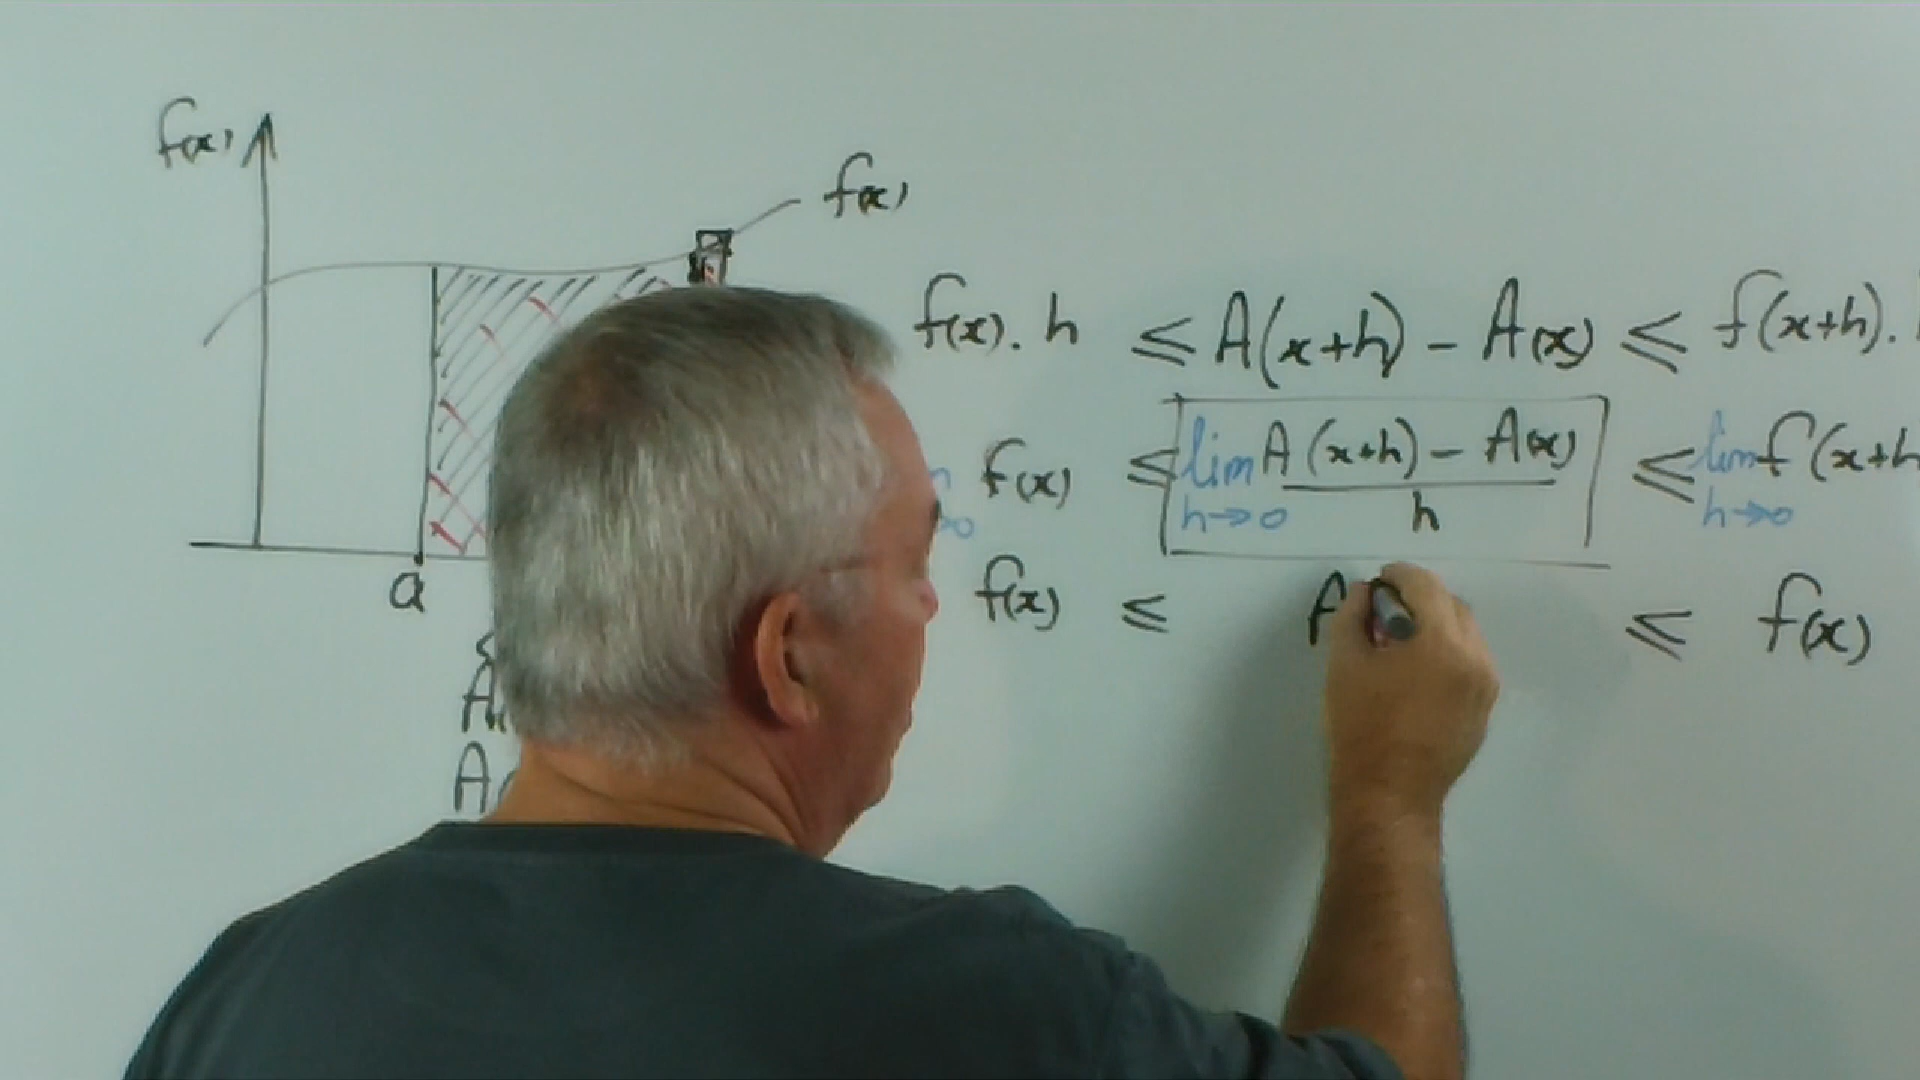 f(x)
f(x)
f(x). h ≤ A(x+h) - A(x) ≤ f(x+h).
f(x) ≤ lim h→0 A(x+h) - A(x) / h ≤ lim h→0 f(x+h
f(x) ≤ A ≤ f(x)
a
A
A(